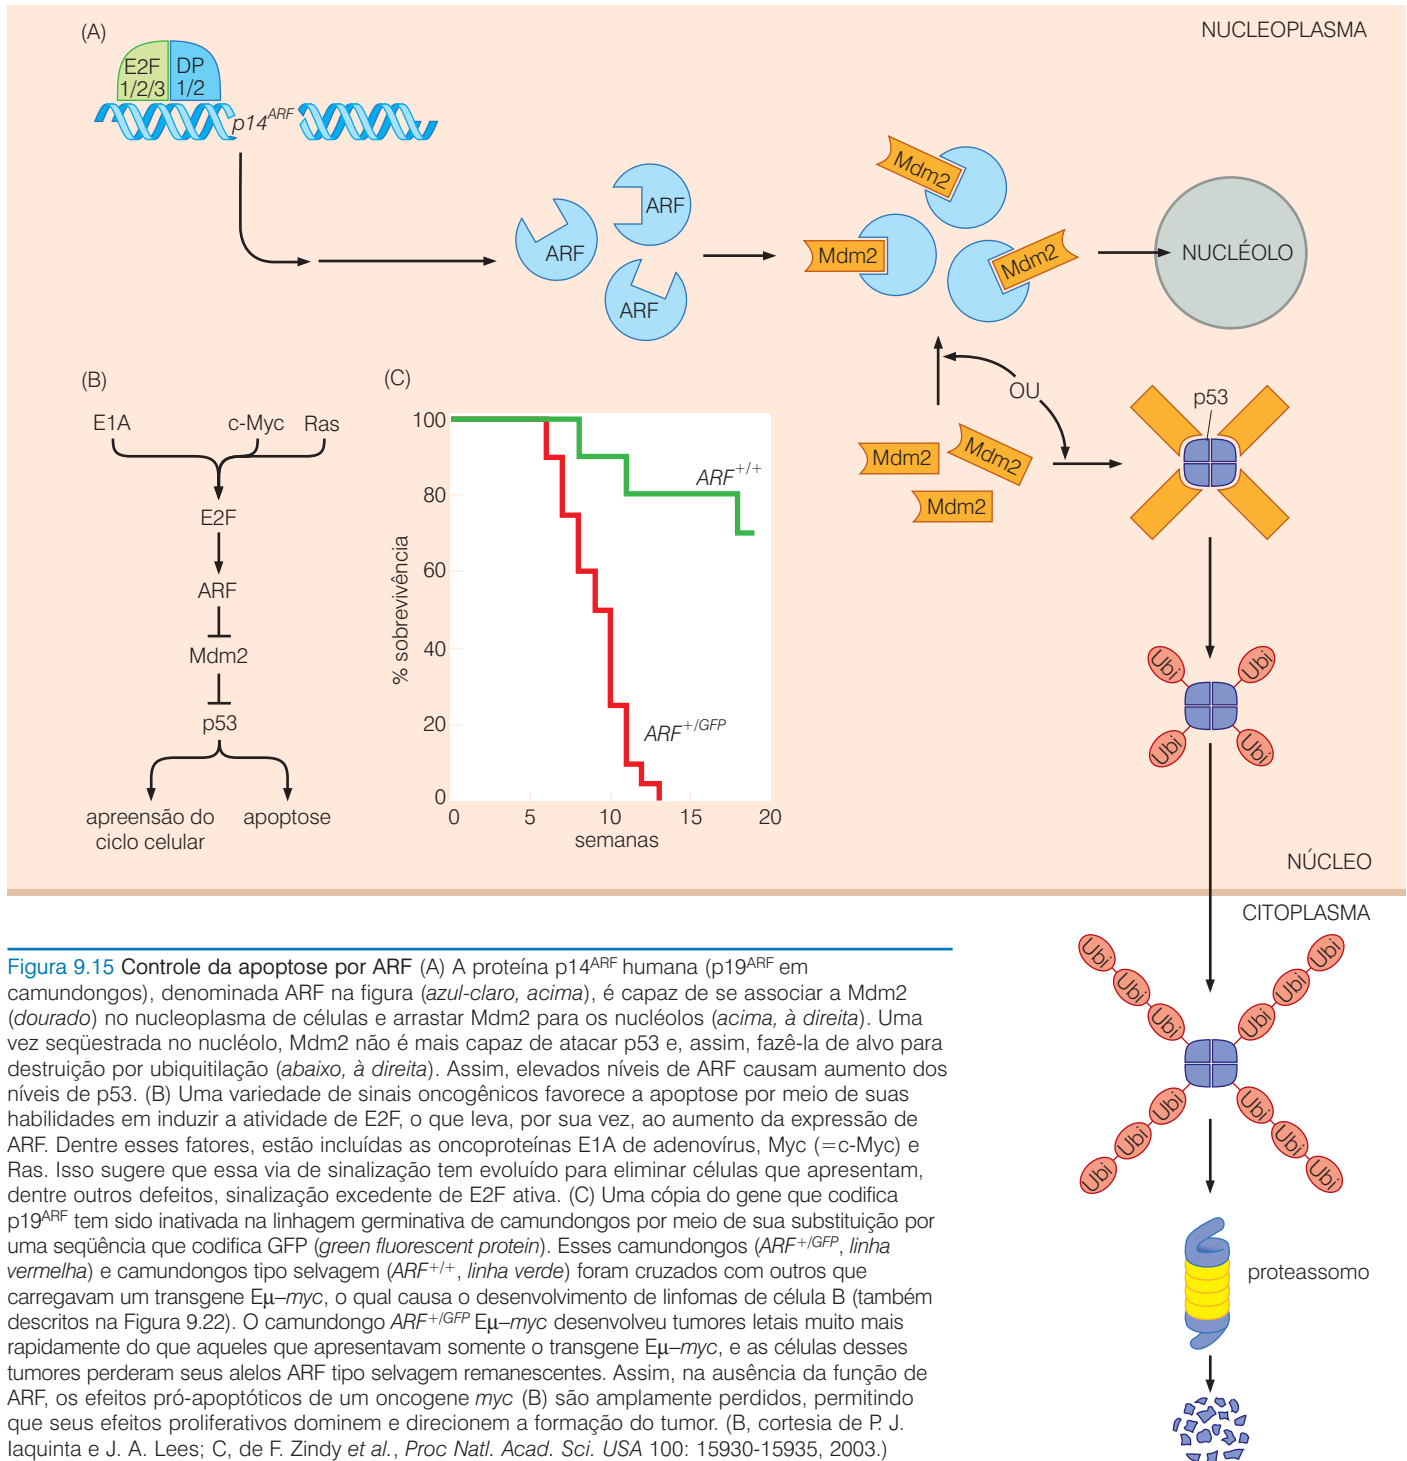 NUCLEOPLASMA
(A)
E2F
1/2/3
DP
1/2
p14ARF
ARF
ARF
ARF
Mdm2
Mdm2
Mdm2
NUCLÉOLO
OU
Mdm2
Mdm2
Mdm2
p53
Ubi
Ubi
Ubi
Ubi
(B)
E1A
c-Myc
Ras
E2F
ARF
Mdm2
p53
apreensão do
ciclo celular
apoptose
(C)
% sobrevivência
100
80
60
40
20
0
ARF+/+
ARF+/GFP
0 5 10 15 20
semanas
NÚCLEO
CITOPLASMA
Ubi
Ubi
Ubi
Ubi
Ubi
Ubi
Ubi
Ubi
Ubi
Ubi
Ubi
Ubi
proteassomo
Figura 9.15 Controle da apoptose por ARF (A) A proteína p14ARF humana (p19ARF em
camundongos), denominada ARF na figura (azul-claro, acima), é capaz de se associar a Mdm2
(dourado) no nucleoplasma de células e arrastar Mdm2 para os nucléolos (acima, à direita). Uma
vez seqüestrada no nucléolo, Mdm2 não é mais capaz de atacar p53 e, assim, fazê-la de alvo para
destruição por ubiquitilação (abaixo, à direita). Assim, elevados níveis de ARF causam aumento dos
níveis de p53. (B) Uma variedade de sinais oncogênicos favorece a apoptose por meio de suas
habilidades em induzir a atividade de E2F, o que leva, por sua vez, ao aumento da expressão de
ARF. Dentre esses fatores, estão incluídas as oncoproteínas E1A de adenovírus, Myc (=c-Myc) e
Ras. Isso sugere que essa via de sinalização tem evoluído para eliminar células que apresentam,
dentre outros defeitos, sinalização excedente de E2F ativa. (C) Uma cópia do gene que codifica
p19ARF tem sido inativada na linhagem germinativa de camundongos por meio de sua substituição por
uma seqüência que codifica GFP (green fluorescent protein). Esses camundongos (ARF+/GFP, linha
vermelha) e camundongos tipo selvagem (ARF+/+, linha verde) foram cruzados com outros que
carregavam um transgene Eμ–myc, o qual causa o desenvolvimento de linfomas de célula B (também
descritos na Figura 9.22). O camundongo ARF+/GFP Eμ–myc desenvolveu tumores letais muito mais
rapidamente do que aqueles que apresentavam somente o transgene Eμ–myc, e as células desses
tumores perderam seus alelos ARF tipo selvagem remanescentes. Assim, na ausência da função de
ARF, os efeitos pró-apoptóticos de um oncogene myc (B) são amplamente perdidos, permitindo
que seus efeitos proliferativos dominem e direcionem a formação do tumor. (B, cortesia de P. J.
Iaquinta e J. A. Lees; C, de F. Zindy et al., Proc Natl. Acad. Sci. USA 100: 15930-15935, 2003.)